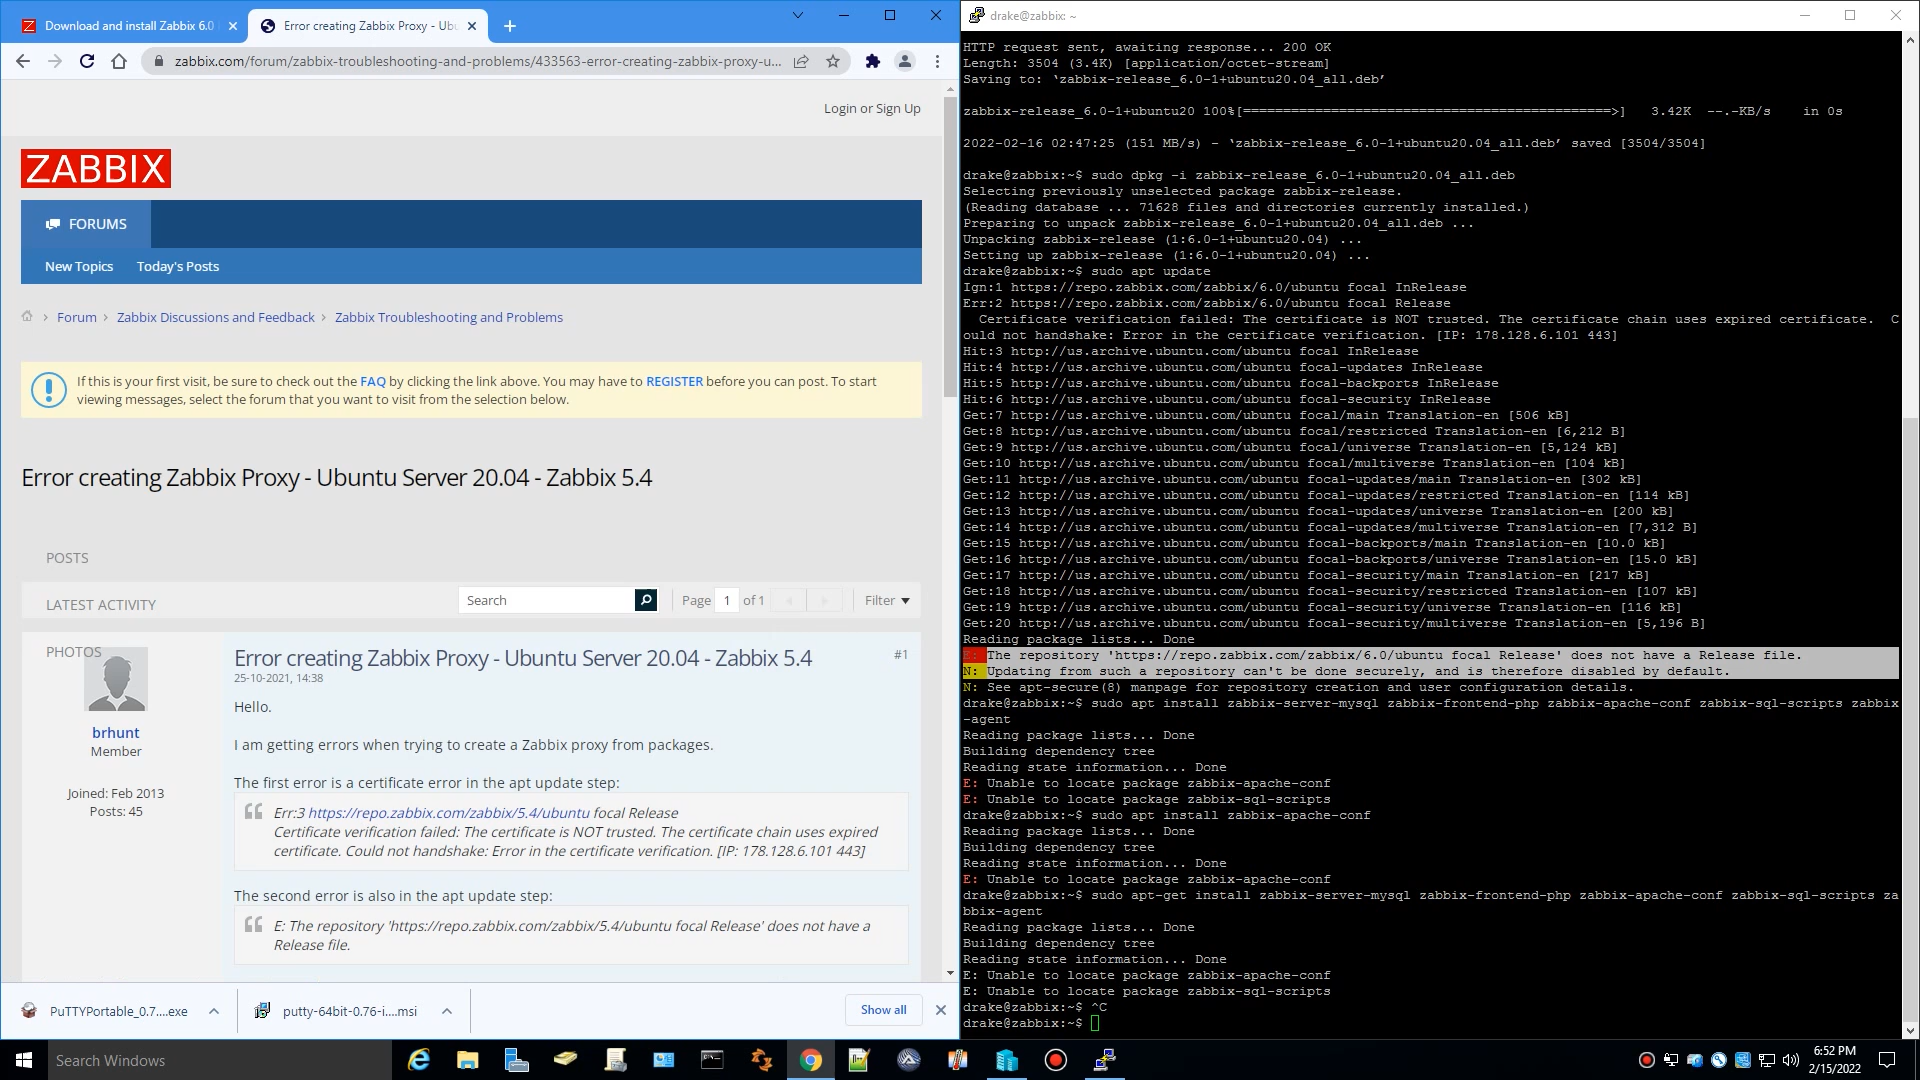 Download and install Zabbix 6.0
Error creating Zabbix Proxy - Ubu
zabbix.com/forum/zabbix-troubleshooting-and-problems/433563-error-creating-zabbix-proxy-u...
Login or Sign Up
ZABBIX
FORUMS
New Topics Today's Posts
Forum › Zabbix Discussions and Feedback › Zabbix Troubleshooting and Problems
If this is your first visit, be sure to check out the FAQ by clicking the link above. You may have to REGISTER before you can post. To start
viewing messages, select the forum that you want to visit from the selection below.
Error creating Zabbix Proxy - Ubuntu Server 20.04 - Zabbix 5.4
POSTS
LATEST ACTIVITY
Search
Page 1 of 1
Filter
PHOTOS
Error creating Zabbix Proxy - Ubuntu Server 20.04 - Zabbix 5.4
#1
25-10-2021, 14:38
brhunt
Member
Joined: Feb 2013
Posts: 45
Hello.
I am getting errors when trying to create a Zabbix proxy from packages.
The first error is a certificate error in the apt update step:
Err:3 https://repo.zabbix.com/zabbix/5.4/ubuntu focal Release
Certificate verification failed: The certificate is NOT trusted. The certificate chain uses expired
certificate. Could not handshake: Error in the certificate verification. [IP: 178.128.6.101 443]
The second error is also in the apt update step:
E: The repository 'https://repo.zabbix.com/zabbix/5.4/ubuntu focal Release' does not have a
Release file.
PuTTYPortable_0.7....exe
putty-64bit-0.76-i....msi
Show all
drake@zabbix: ~
HTTP request sent, awaiting response... 200 OK
Length: 3504 (3.4K) [application/octet-stream]
Saving to: ‘zabbix-release_6.0-1+ubuntu20.04_all.deb’
zabbix-release_6.0-1+ubuntu20 100%[==============================================>] 3.42K --.-KB/s in 0s
2022-02-16 02:47:25 (151 MB/s) - ‘zabbix-release_6.0-1+ubuntu20.04_all.deb’ saved [3504/3504]
drake@zabbix:~$ sudo dpkg -i zabbix-release_6.0-1+ubuntu20.04_all.deb
Selecting previously unselected package zabbix-release.
(Reading database ... 71628 files and directories currently installed.)
Preparing to unpack zabbix-release_6.0-1+ubuntu20.04_all.deb ...
Unpacking zabbix-release (1:6.0-1+ubuntu20.04) ...
Setting up zabbix-release (1:6.0-1+ubuntu20.04) ...
drake@zabbix:~$ sudo apt update
Ign:1 https://repo.zabbix.com/zabbix/6.0/ubuntu focal InRelease
Err:2 https://repo.zabbix.com/zabbix/6.0/ubuntu focal Release
Certificate verification failed: The certificate is NOT trusted. The certificate chain uses expired certificate. C
ould not handshake: Error in the certificate verification. [IP: 178.128.6.101 443]
Hit:3 http://us.archive.ubuntu.com/ubuntu focal InRelease
Hit:4 http://us.archive.ubuntu.com/ubuntu focal-updates InRelease
Hit:5 http://us.archive.ubuntu.com/ubuntu focal-backports InRelease
Hit:6 http://us.archive.ubuntu.com/ubuntu focal-security InRelease
Get:7 http://us.archive.ubuntu.com/ubuntu focal/main Translation-en [506 kB]
Get:8 http://us.archive.ubuntu.com/ubuntu focal/restricted Translation-en [6,212 B]
Get:9 http://us.archive.ubuntu.com/ubuntu focal/universe Translation-en [5,124 kB]
Get:10 http://us.archive.ubuntu.com/ubuntu focal/multiverse Translation-en [104 kB]
Get:11 http://us.archive.ubuntu.com/ubuntu focal-updates/main Translation-en [302 kB]
Get:12 http://us.archive.ubuntu.com/ubuntu focal-updates/restricted Translation-en [114 kB]
Get:13 http://us.archive.ubuntu.com/ubuntu focal-updates/universe Translation-en [200 kB]
Get:14 http://us.archive.ubuntu.com/ubuntu focal-updates/multiverse Translation-en [7,312 B]
Get:15 http://us.archive.ubuntu.com/ubuntu focal-backports/main Translation-en [10.0 kB]
Get:16 http://us.archive.ubuntu.com/ubuntu focal-backports/universe Translation-en [15.0 kB]
Get:17 http://us.archive.ubuntu.com/ubuntu focal-security/main Translation-en [217 kB]
Get:18 http://us.archive.ubuntu.com/ubuntu focal-security/restricted Translation-en [107 kB]
Get:19 http://us.archive.ubuntu.com/ubuntu focal-security/universe Translation-en [116 kB]
Get:20 http://us.archive.ubuntu.com/ubuntu focal-security/multiverse Translation-en [5,196 B]
Reading package lists... Done
E: The repository 'https://repo.zabbix.com/zabbix/6.0/ubuntu focal Release' does not have a Release file.
N: Updating from such a repository can't be done securely, and is therefore disabled by default.
N: See apt-secure(8) manpage for repository creation and user configuration details.
drake@zabbix:~$ sudo apt install zabbix-server-mysql zabbix-frontend-php zabbix-apache-conf zabbix-sql-scripts zabbix
-agent
Reading package lists... Done
Building dependency tree
Reading state information... Done
E: Unable to locate package zabbix-apache-conf
E: Unable to locate package zabbix-sql-scripts
drake@zabbix:~$ sudo apt install zabbix-apache-conf
Reading package lists... Done
Building dependency tree
Reading state information... Done
E: Unable to locate package zabbix-apache-conf
drake@zabbix:~$ sudo apt-get install zabbix-server-mysql zabbix-frontend-php zabbix-apache-conf zabbix-sql-scripts za
bbix-agent
Reading package lists... Done
Building dependency tree
Reading state information... Done
E: Unable to locate package zabbix-apache-conf
E: Unable to locate package zabbix-sql-scripts
drake@zabbix:~$ ^C
drake@zabbix:~$
Search Windows
6:52 PM
2/15/2022